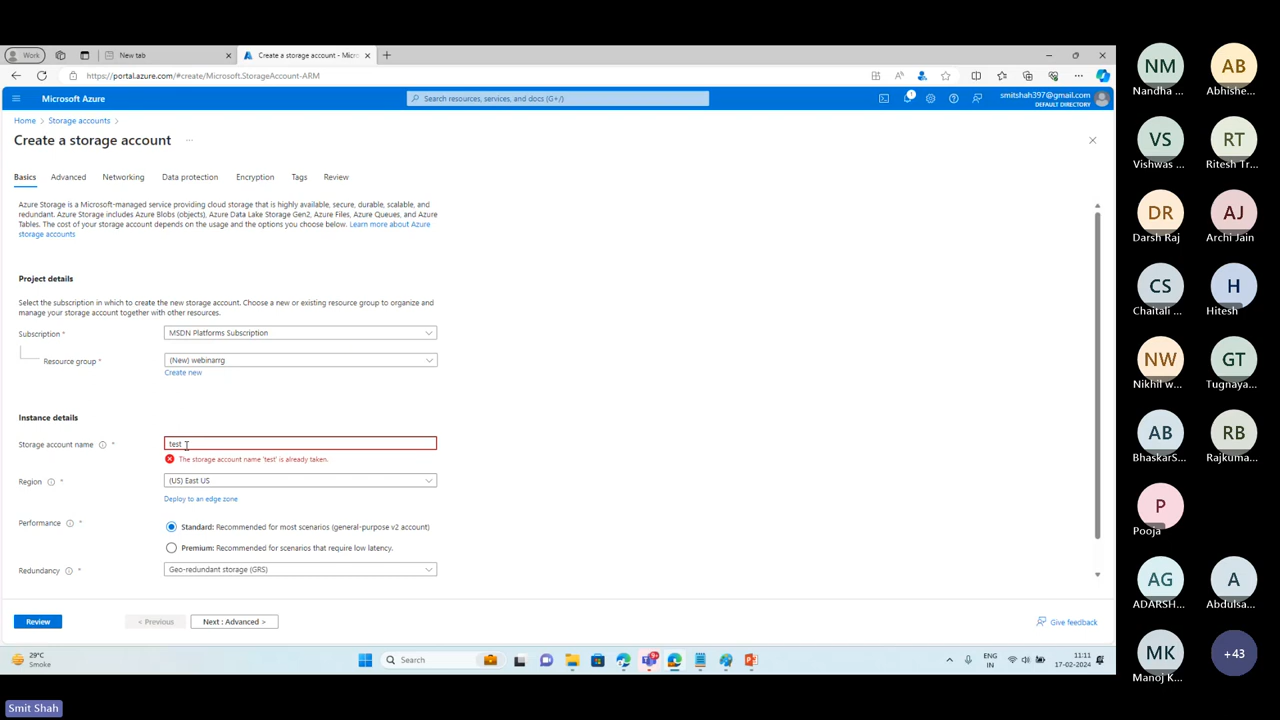 Work
New tab
Create a storage account - Micro
https://portal.azure.com/#create/Microsoft.StorageAccount-ARM
Microsoft Azure
Search resources, services, and docs (G+/)
1
smitshah397@gmail.com
DEFAULT DIRECTORY
Home > Storage accounts >
Create a storage account ...
Basics Advanced Networking Data protection Encryption Tags Review
Azure Storage is a Microsoft-managed service providing cloud storage that is highly available, secure, durable, scalable, and
redundant. Azure Storage includes Azure Blobs (objects), Azure Data Lake Storage Gen2, Azure Files, Azure Queues, and Azure
Tables. The cost of your storage account depends on the usage and the options you choose below. Learn more about Azure
storage accounts
Project details
Select the subscription in which to create the new storage account. Choose a new or existing resource group to organize and
manage your storage account together with other resources.
Subscription *
MSDN Platforms Subscription
Resource group *
(New) webinarrg
Create new
Instance details
Storage account name *
test
The storage account name 'test' is already taken.
Region *
(US) East US
Deploy to an edge zone
Performance *
Standard: Recommended for most scenarios (general-purpose v2 account)
Premium: Recommended for scenarios that require low latency.
Redundancy *
Geo-redundant storage (GRS)
Review
< Previous
Next : Advanced >
Give feedback
29°C
Smoke
Search
ENG
IN
11:11
17-02-2024
Smit Shah
NM
Nandha ...
AB
Abhishe...
VS
Vishwas ...
RT
Ritesh Tr...
DR
Darsh Raj
AJ
Archi Jain
CS
Chaitali ...
H
Hitesh
NW
Nikhil w...
GT
Tugnaya...
AB
BhaskarS...
RB
Rajkuma...
P
Pooja
AG
ADARSH...
A
Abdulsa...
MK
Manoj K...
+43